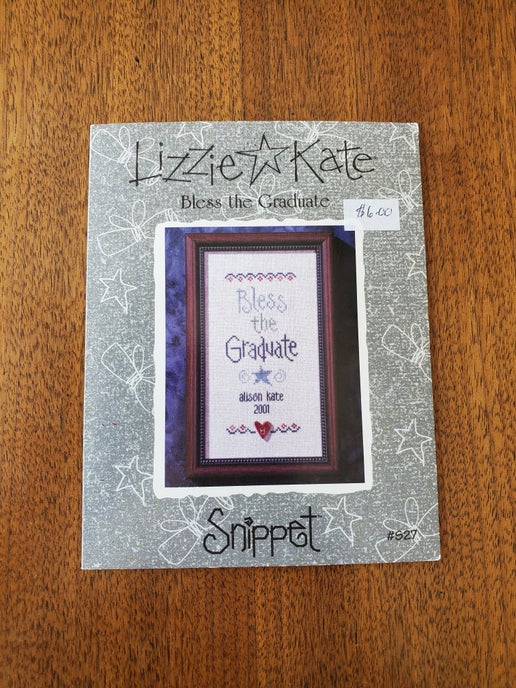 Lizzie Kate
Bless the Graduate
$6.00
Bless
the
Graduate
alison kate
2001
Snippet
#S27